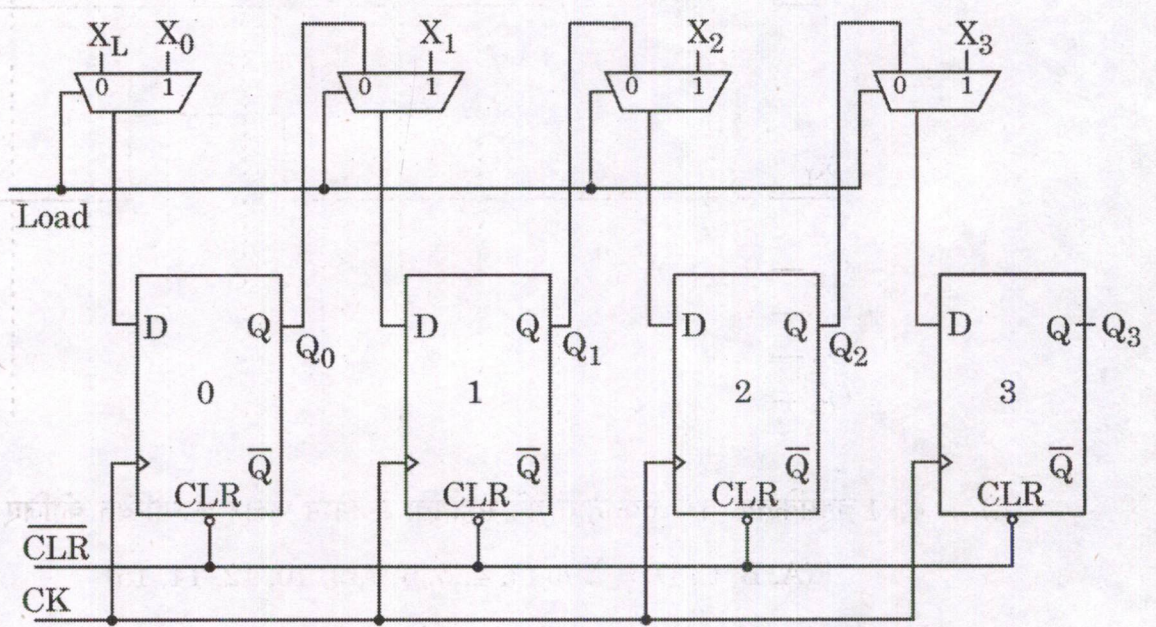 X_L X_0 X_1 X_2 X_3
0 1 0 1 0 1 0 1
Load
D Q Q_0 D Q Q_1 D Q Q_2 D Q Q_3
0 1 2 3
Q̅ Q̅ Q̅ Q̅
CLR CLR CLR CLR
C̅L̅R̅
CK